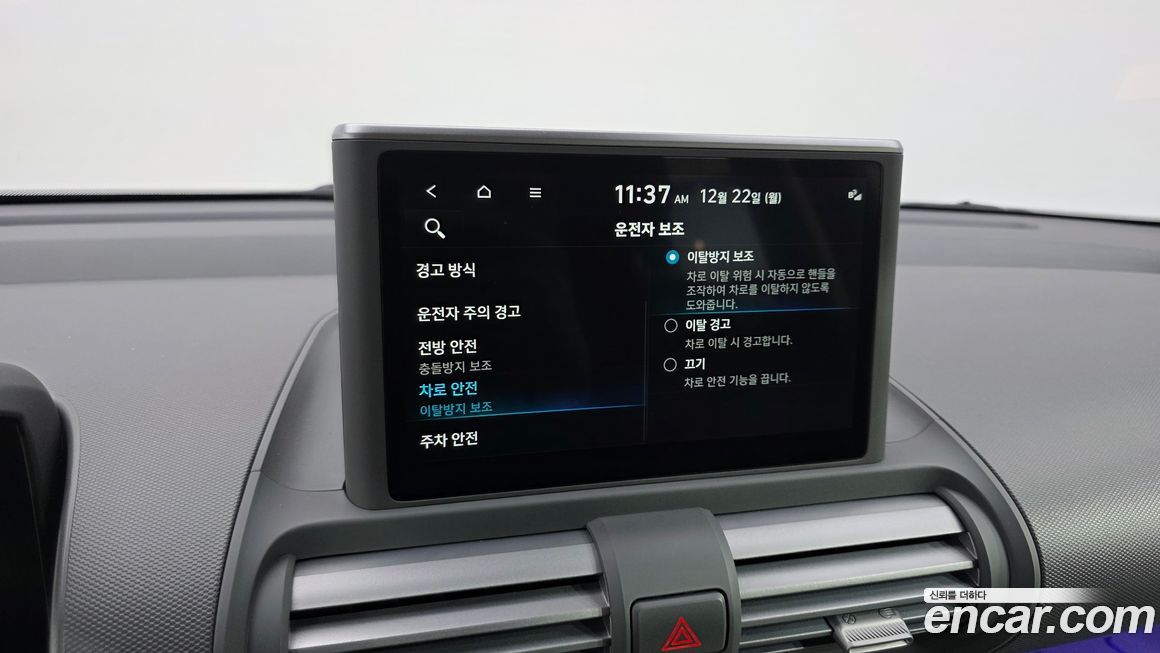 11:37 AM 12월 22일 (월)
운전자 보조
경고 방식
운전자 주의 경고
전방 안전
충돌방지 보조
차로 안전
이탈방지 보조
주차 안전
이탈방지 보조
차로 이탈 위험 시 자동으로 핸들을
조작하여 차로를 이탈하지 않도록
도와줍니다.
이탈 경고
차로 이탈 시 경고합니다.
끄기
차로 안전 기능을 끕니다.
신뢰를 더하다
encar.com